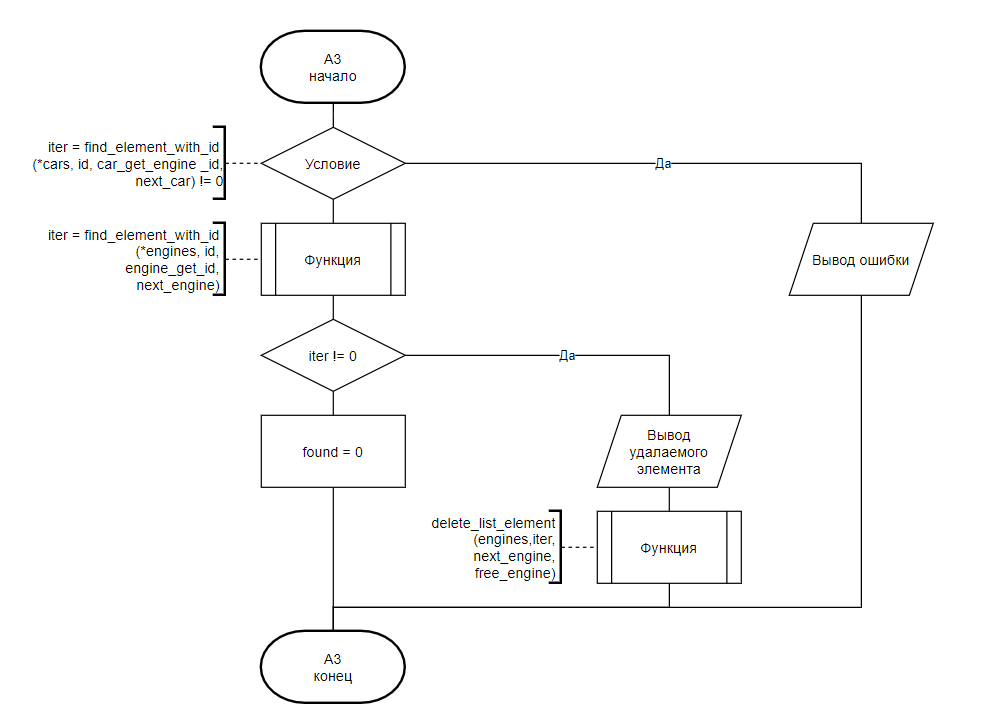 А3
начало
iter = find_element_with_id
(*cars, id, car_get_engine _id,
next_car) != 0
Условие
Да
iter = find_element_with_id
(*engines, id,
engine_get_id,
next_engine)
Функция
Вывод ошибки
iter != 0
Да
found = 0
Вывод
удалаемого
элемента
delete_list_element
(engines,iter,
next_engine,
free_engine)
Функция
А3
конец